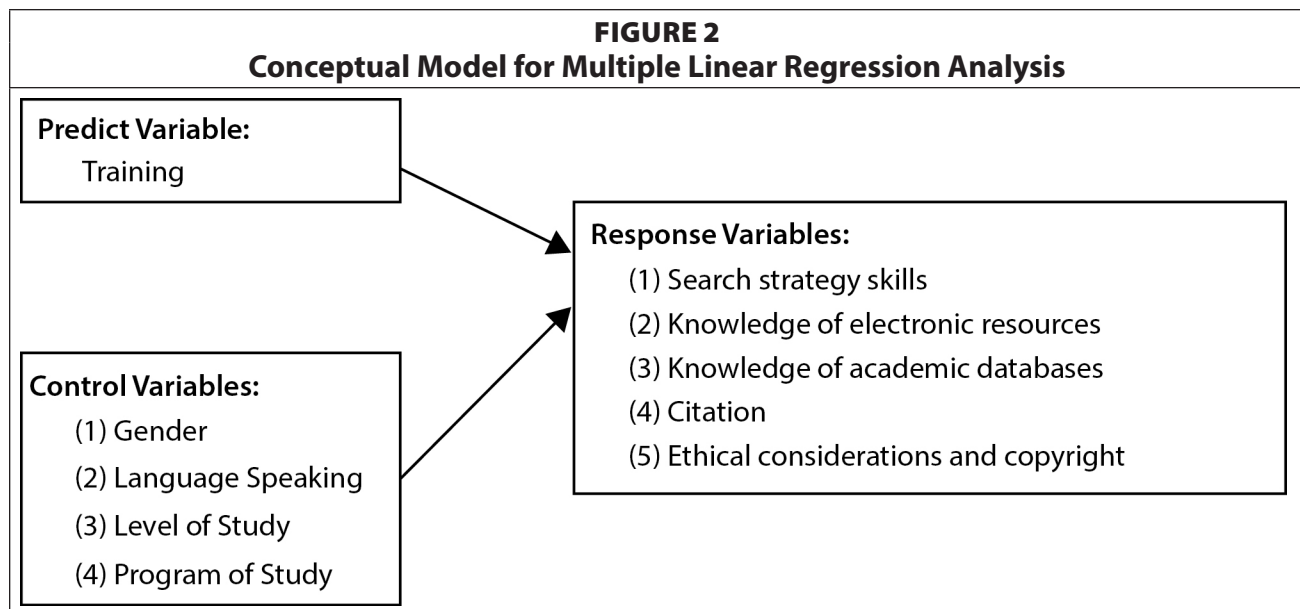 FIGURE 2
Conceptual Model for Multiple Linear Regression Analysis
Predict Variable:
Training
Control Variables:
(1) Gender
(2) Language Speaking
(3) Level of Study
(4) Program of Study
Response Variables:
(1) Search strategy skills
(2) Knowledge of electronic resources
(3) Knowledge of academic databases
(4) Citation
(5) Ethical considerations and copyright